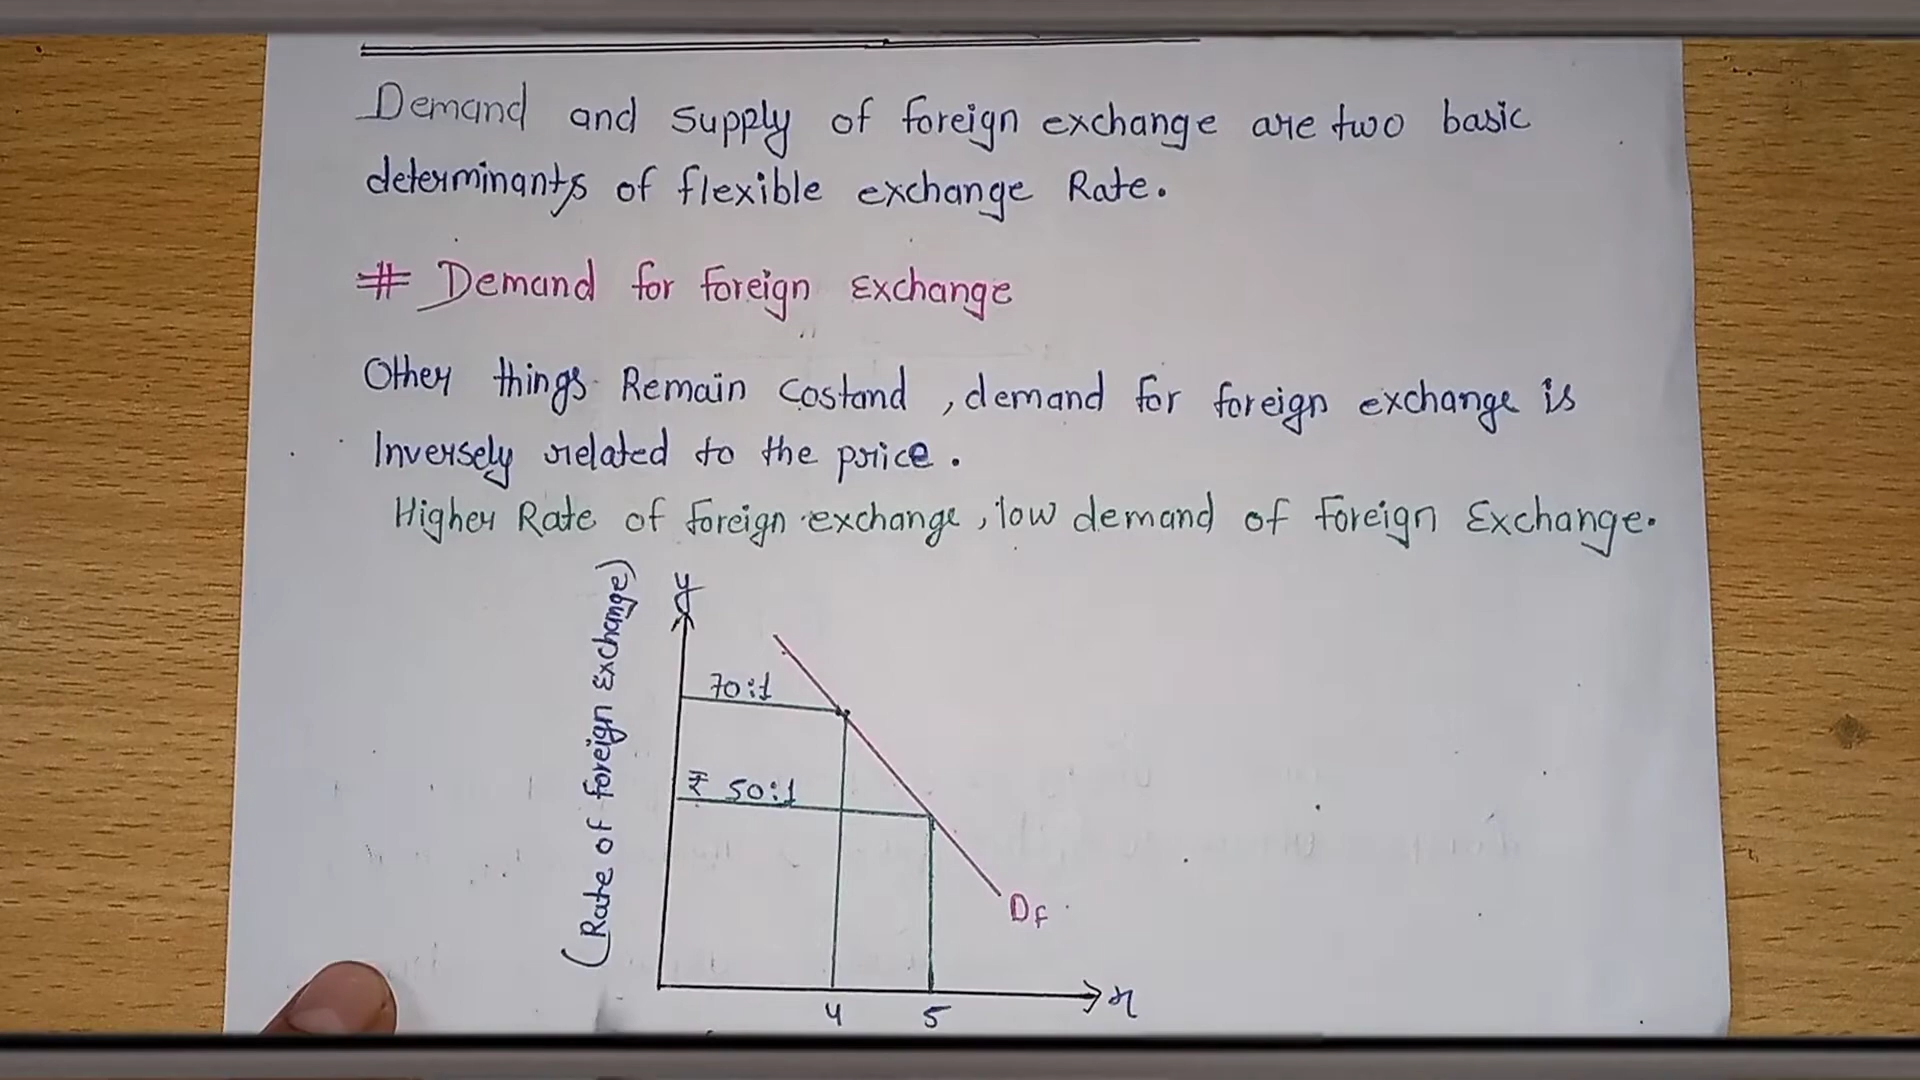 Demand and supply of foreign exchange are two basic
determinants of flexible exchange Rate.
# Demand for foreign Exchange
Other things Remain Costand, demand for foreign exchange is
Inversely related to the price.
Higher Rate of foreign exchange, low demand of Foreign Exchange.
(Rate of foreign Exchange)
y
70:1
₹ 50:1
Df
x
4 5